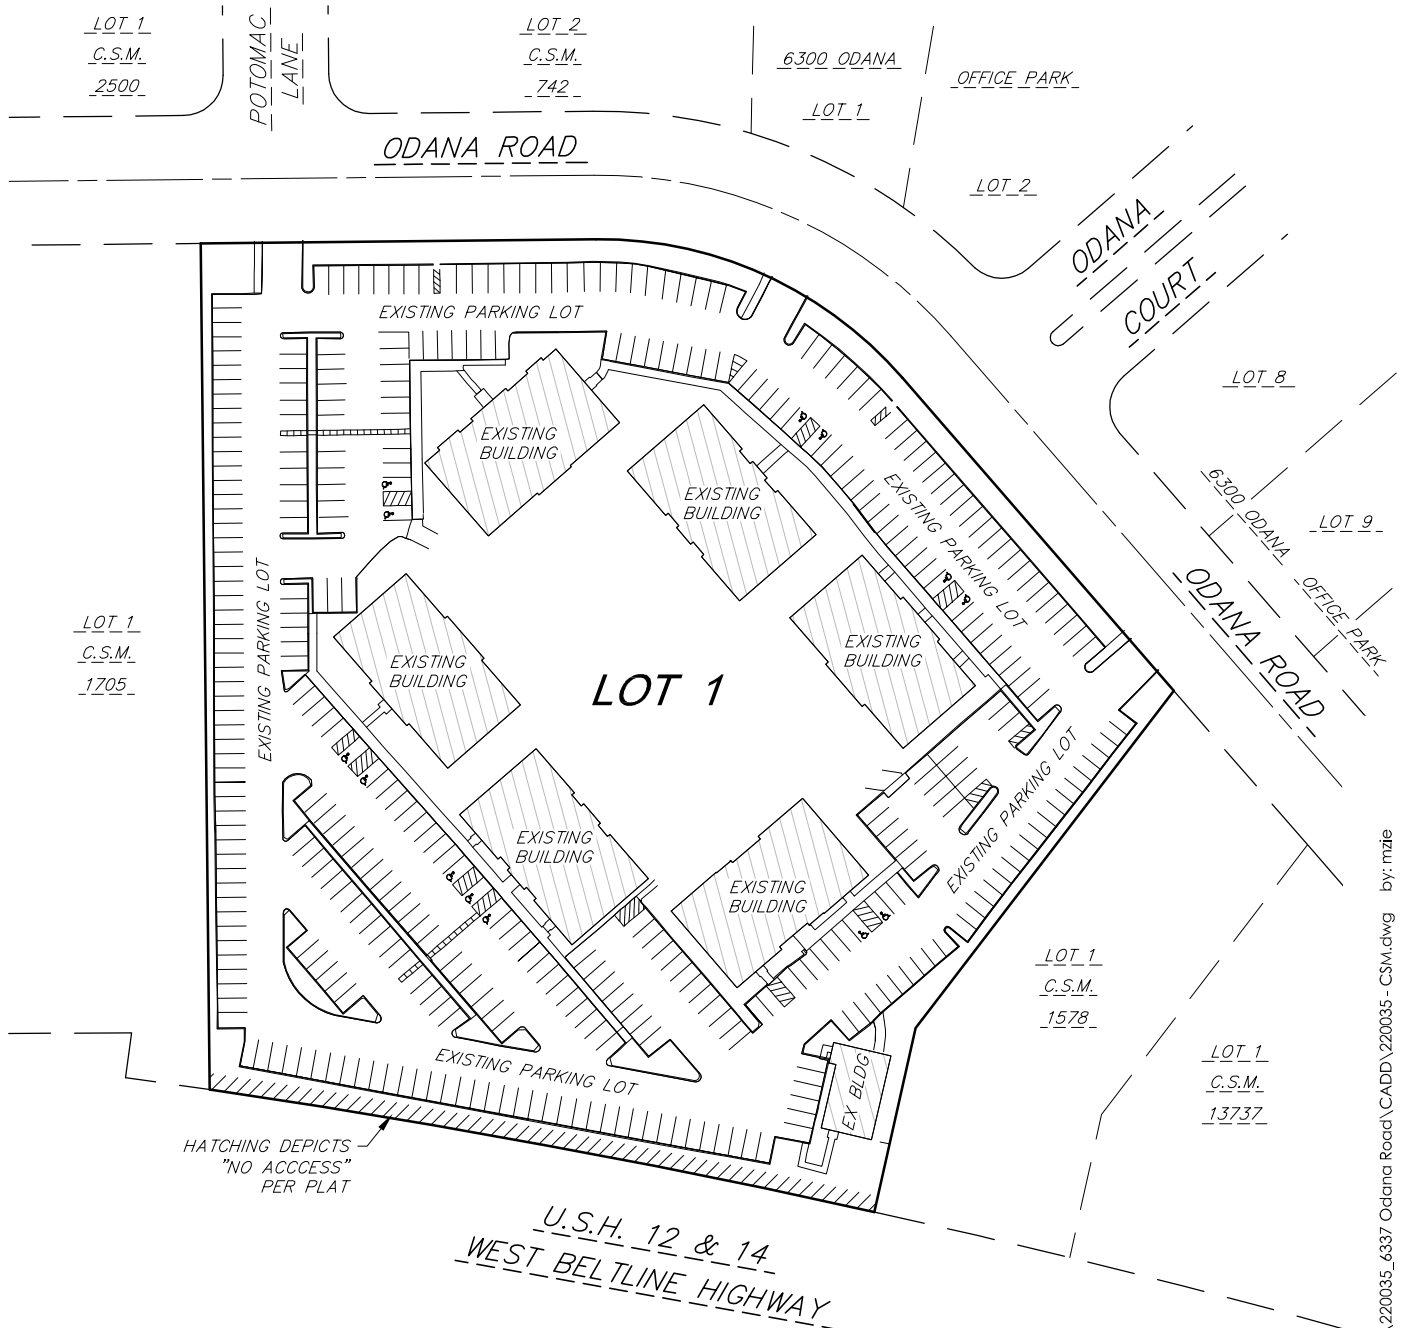 LOT 1
C.S.M.
2500
POTOMAC
LANE
LOT 2
C.S.M.
742
6300 ODANA
LOT 1
OFFICE PARK
LOT 2
ODANA ROAD
ODANA
COURT
EXISTING PARKING LOT
LOT 8
EXISTING
BUILDING
EXISTING
BUILDING
EXISTING PARKING LOT
6300 ODANA
OFFICE PARK
LOT 9
ODANA ROAD
EXISTING PARKING LOT
LOT 1
C.S.M.
1705
EXISTING
BUILDING
EXISTING
BUILDING
LOT 1
EXISTING PARKING LOT
EXISTING
BUILDING
EXISTING
BUILDING
LOT 1
C.S.M.
1578
LOT 1
C.S.M.
13737
EXISTING PARKING LOT
EX BLDG
HATCHING DEPICTS
"NO ACCCESS"
PER PLAT
U.S.H. 12 & 14
WEST BELTLINE HIGHWAY
\220035_6337 Odana Road\CADD\220035 - CSM.dwg by: mzie